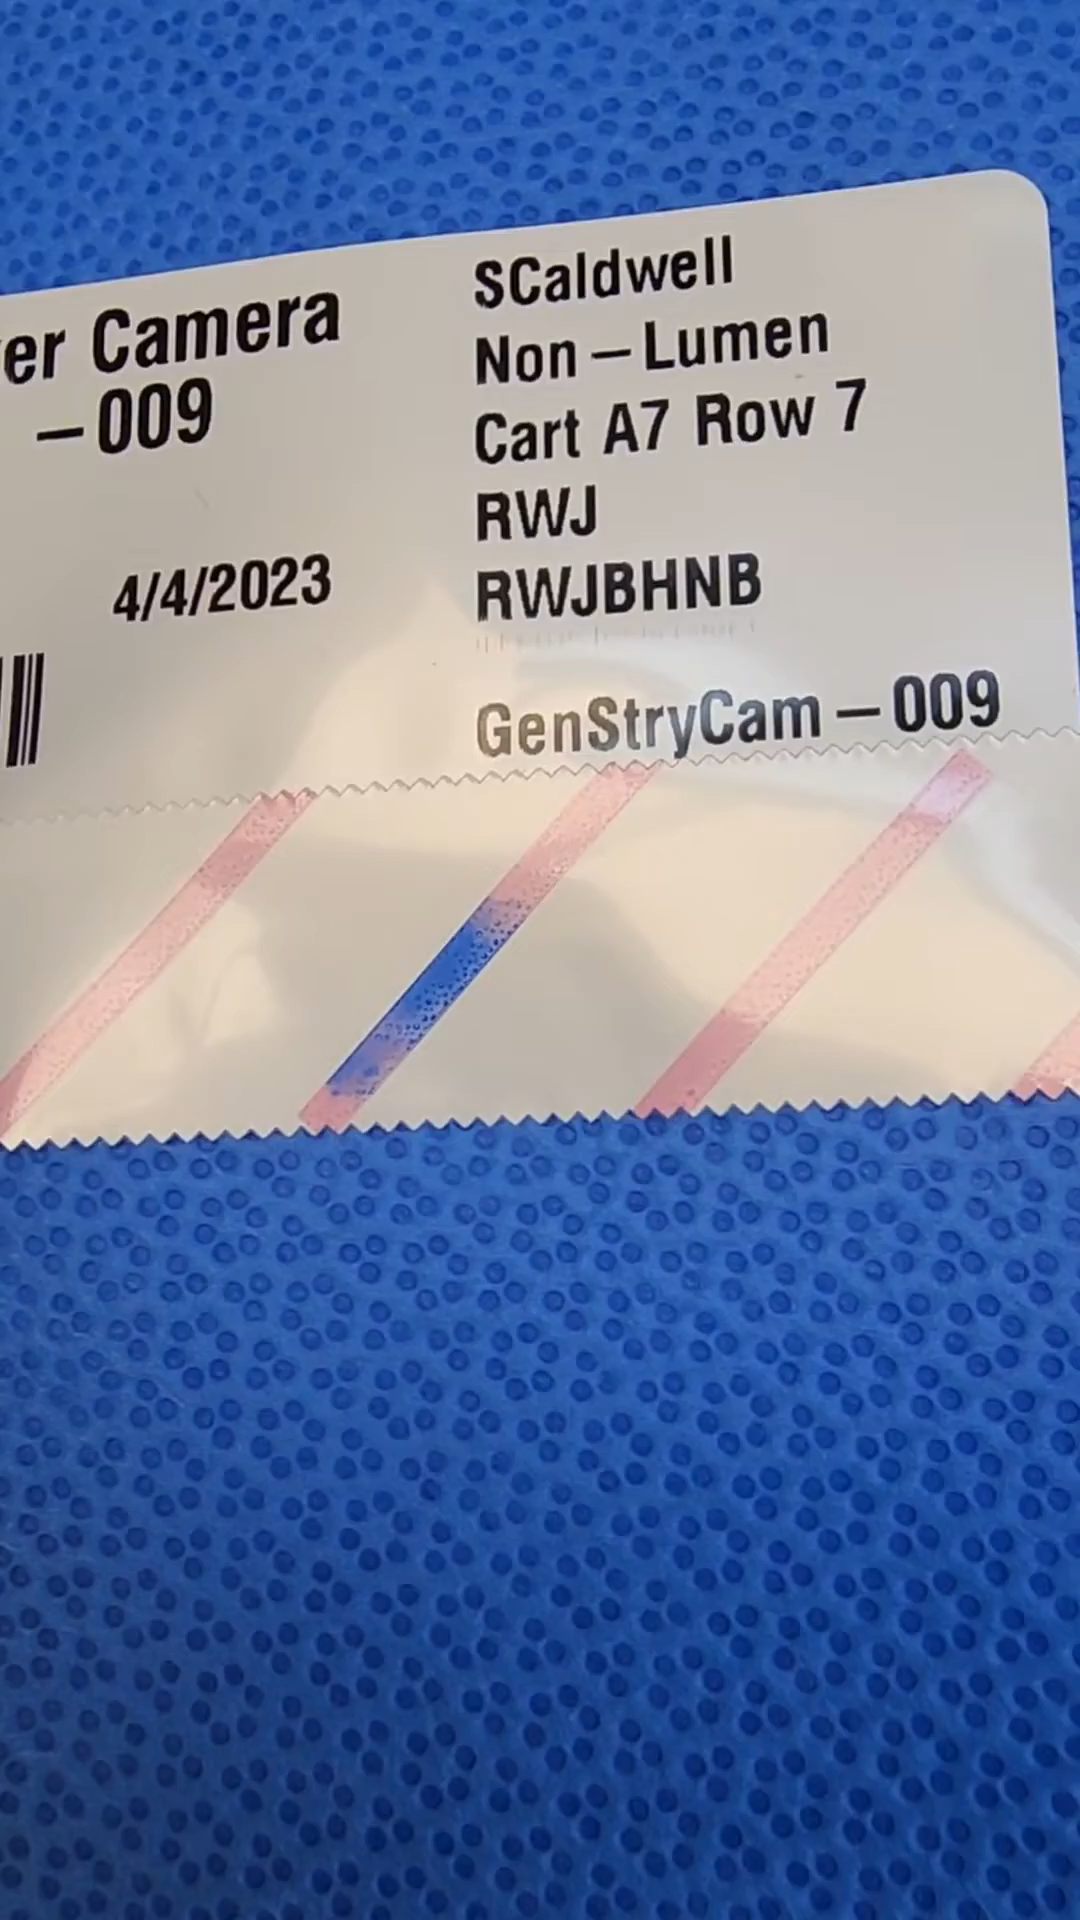 er Camera
-009
4/4/2023
SCaldwell
Non-Lumen
Cart A7 Row 7
RWJ
RWJBHNB
GenStryCam-009